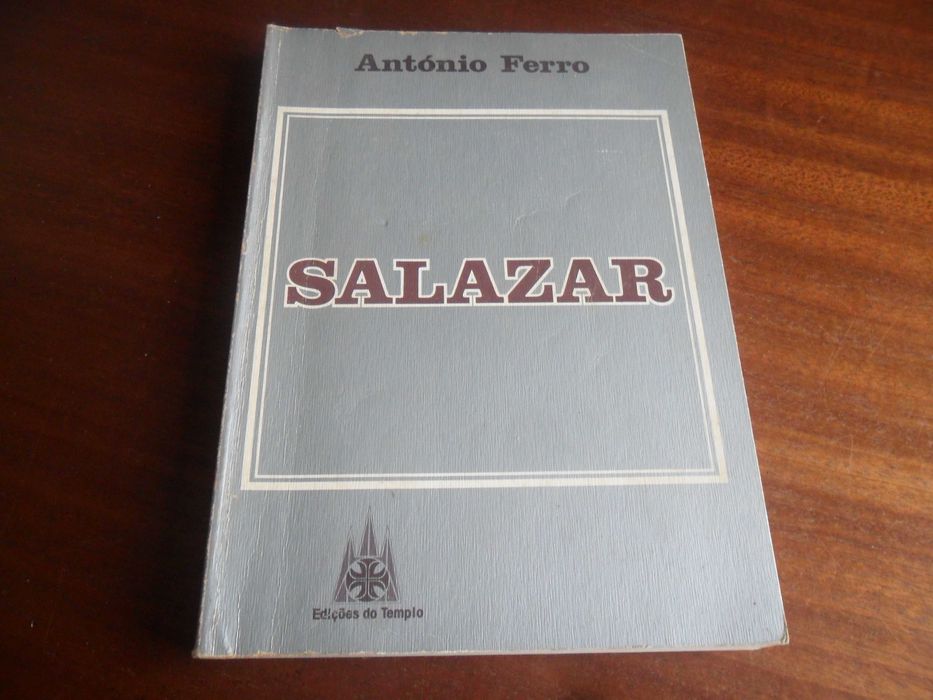 António Ferro
SALAZAR
Edições do Templo